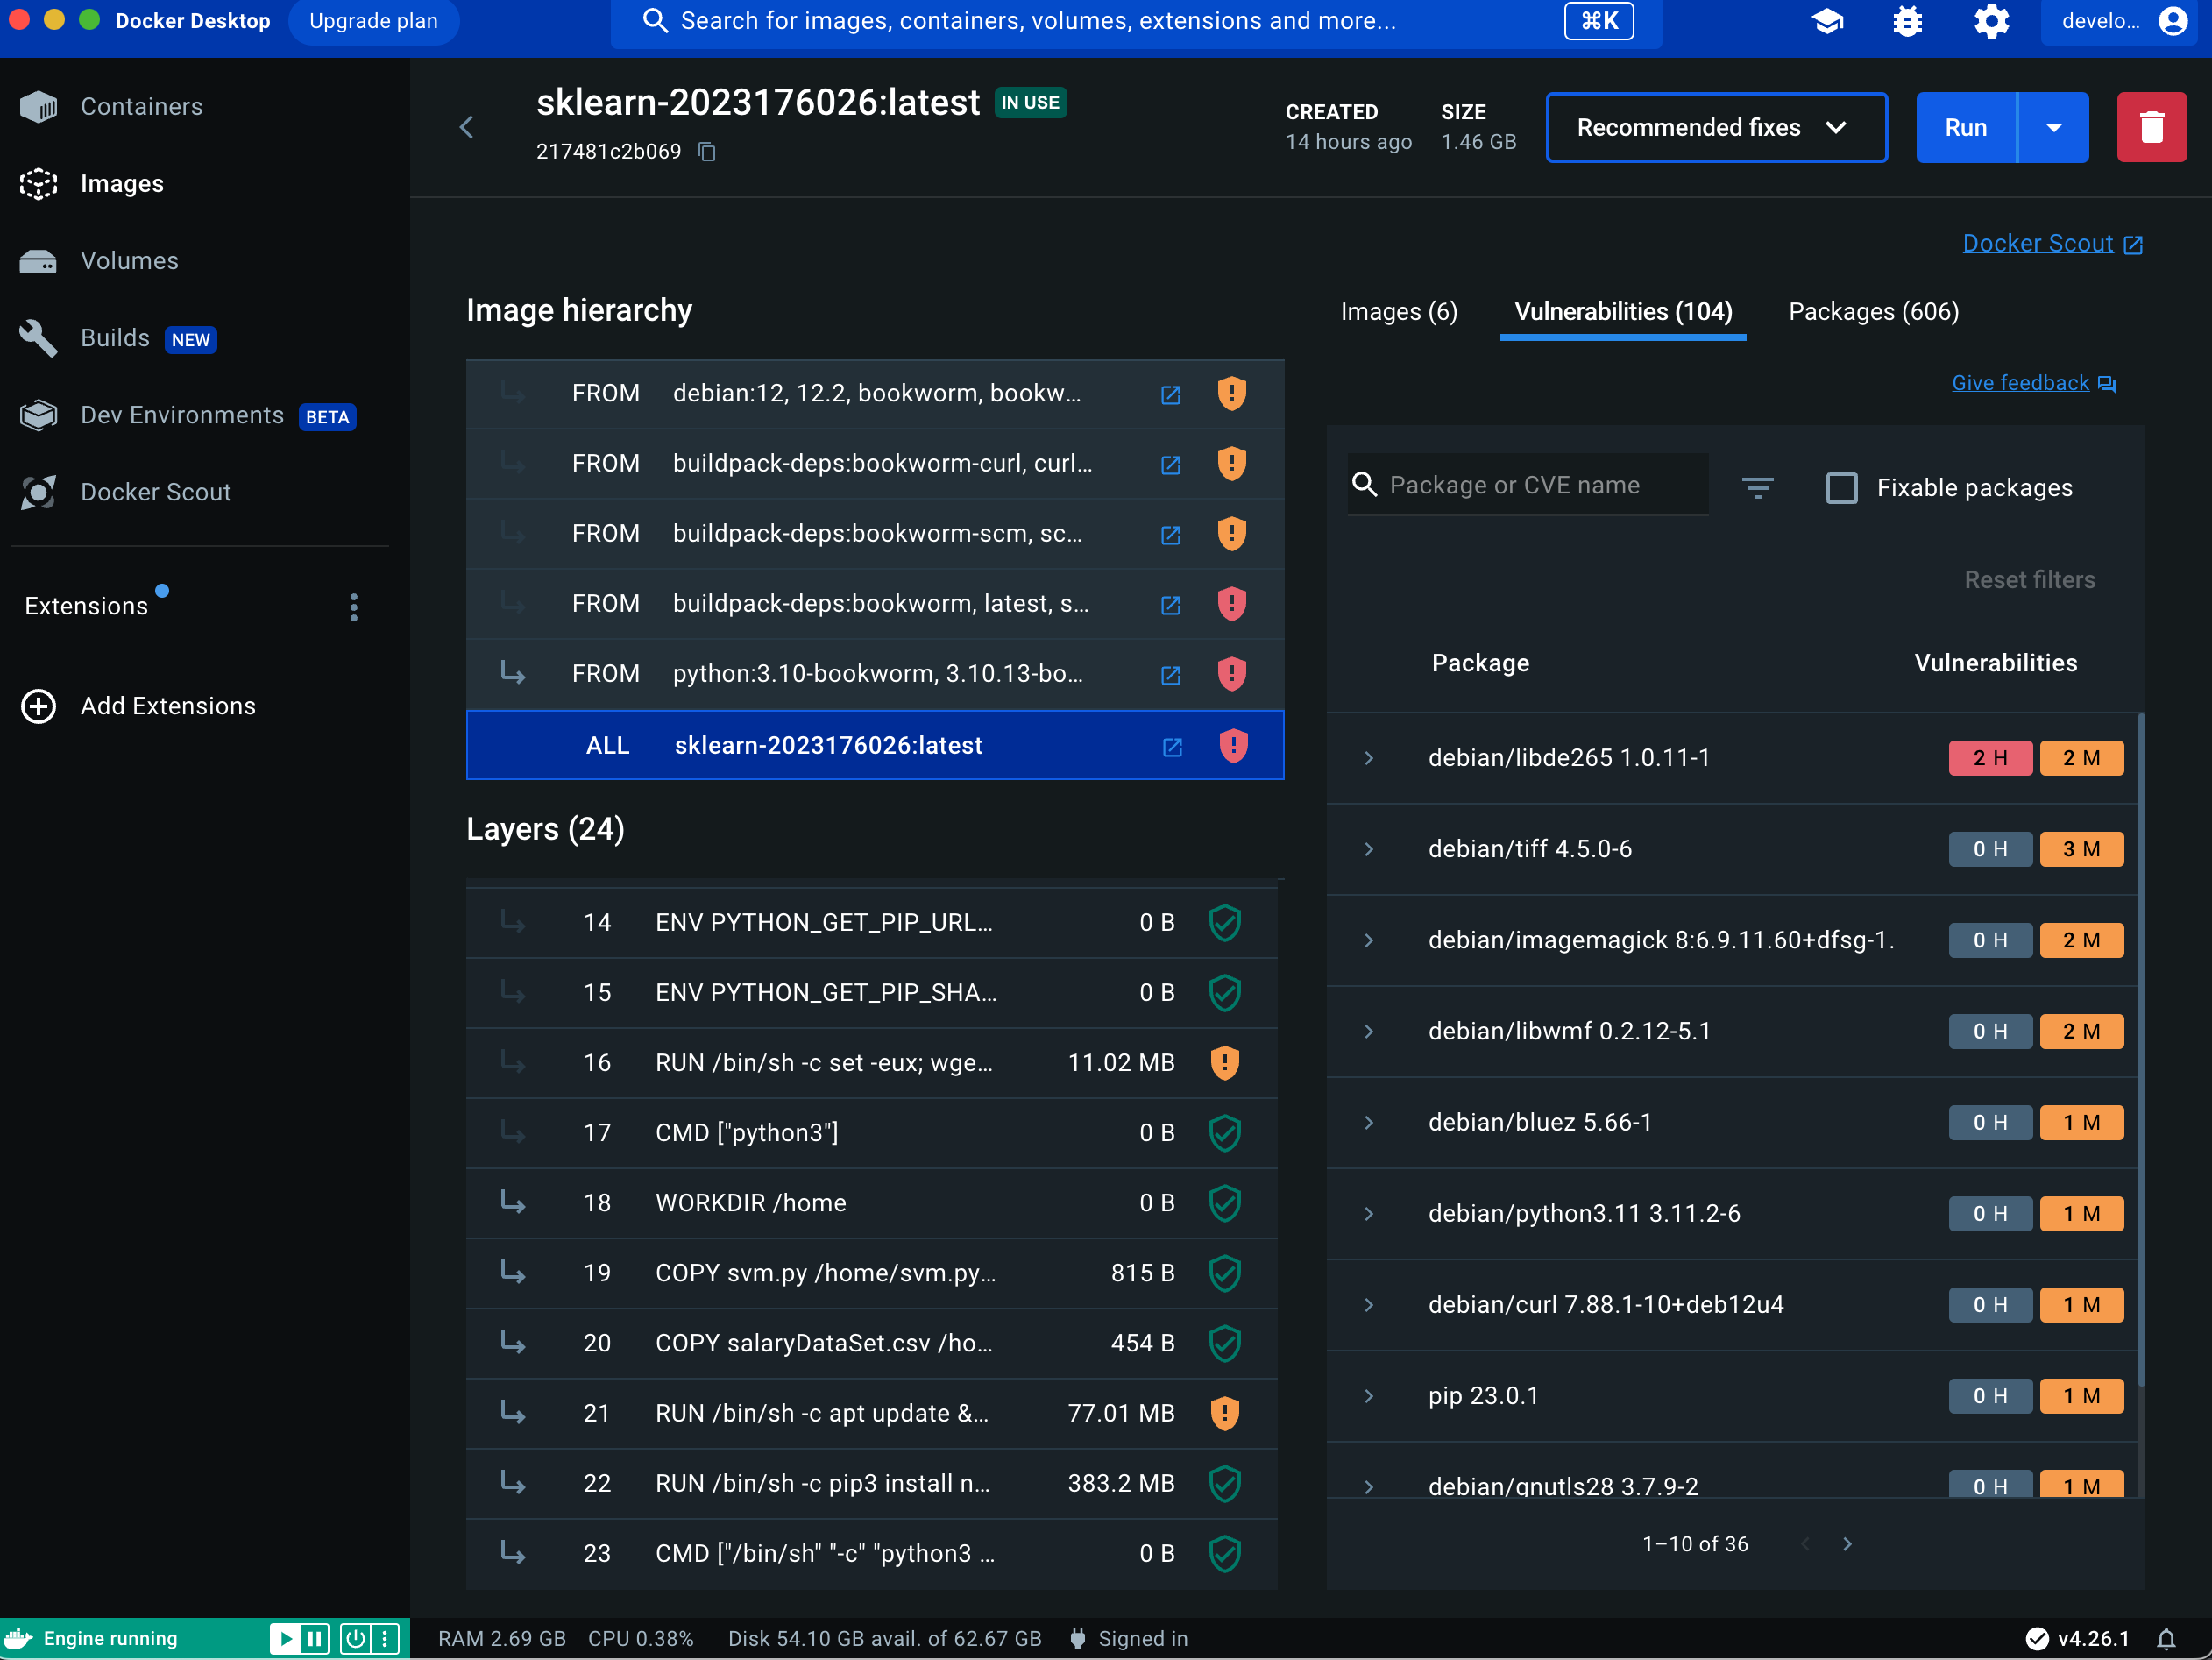 Docker Desktop
Upgrade plan
Search for images, containers, volumes, extensions and more...
⌘K
develo...
Containers
Images
Volumes
Builds NEW
Dev Environments BETA
Docker Scout
Extensions
Add Extensions
sklearn-2023176026:latest IN USE
217481c2b069
CREATED
14 hours ago
SIZE
1.46 GB
Recommended fixes
Run
Docker Scout
Image hierarchy
FROM debian:12, 12.2, bookworm, bookw...
FROM buildpack-deps:bookworm-curl, curl...
FROM buildpack-deps:bookworm-scm, sc...
FROM buildpack-deps:bookworm, latest, s...
FROM python:3.10-bookworm, 3.10.13-bo...
ALL sklearn-2023176026:latest
Layers (24)
14 ENV PYTHON_GET_PIP_URL... 0 B
15 ENV PYTHON_GET_PIP_SHA... 0 B
16 RUN /bin/sh -c set -eux; wge... 11.02 MB
17 CMD ["python3"] 0 B
18 WORKDIR /home 0 B
19 COPY svm.py /home/svm.py... 815 B
20 COPY salaryDataSet.csv /ho... 454 B
21 RUN /bin/sh -c apt update &... 77.01 MB
22 RUN /bin/sh -c pip3 install n... 383.2 MB
23 CMD ["/bin/sh" "-c" "python3 ... 0 B
Images (6)
Vulnerabilities (104)
Packages (606)
Give feedback
Package or CVE name
Fixable packages
Reset filters
Package Vulnerabilities
debian/libde265 1.0.11-1 2 H 2 M
debian/tiff 4.5.0-6 0 H 3 M
debian/imagemagick 8:6.9.11.60+dfsg-1. 0 H 2 M
debian/libwmf 0.2.12-5.1 0 H 2 M
debian/bluez 5.66-1 0 H 1 M
debian/python3.11 3.11.2-6 0 H 1 M
debian/curl 7.88.1-10+deb12u4 0 H 1 M
pip 23.0.1 0 H 1 M
debian/gnutls28 3.7.9-2 0 H 1 M
1–10 of 36
Engine running
RAM 2.69 GB CPU 0.38% Disk 54.10 GB avail. of 62.67 GB Signed in
v4.26.1